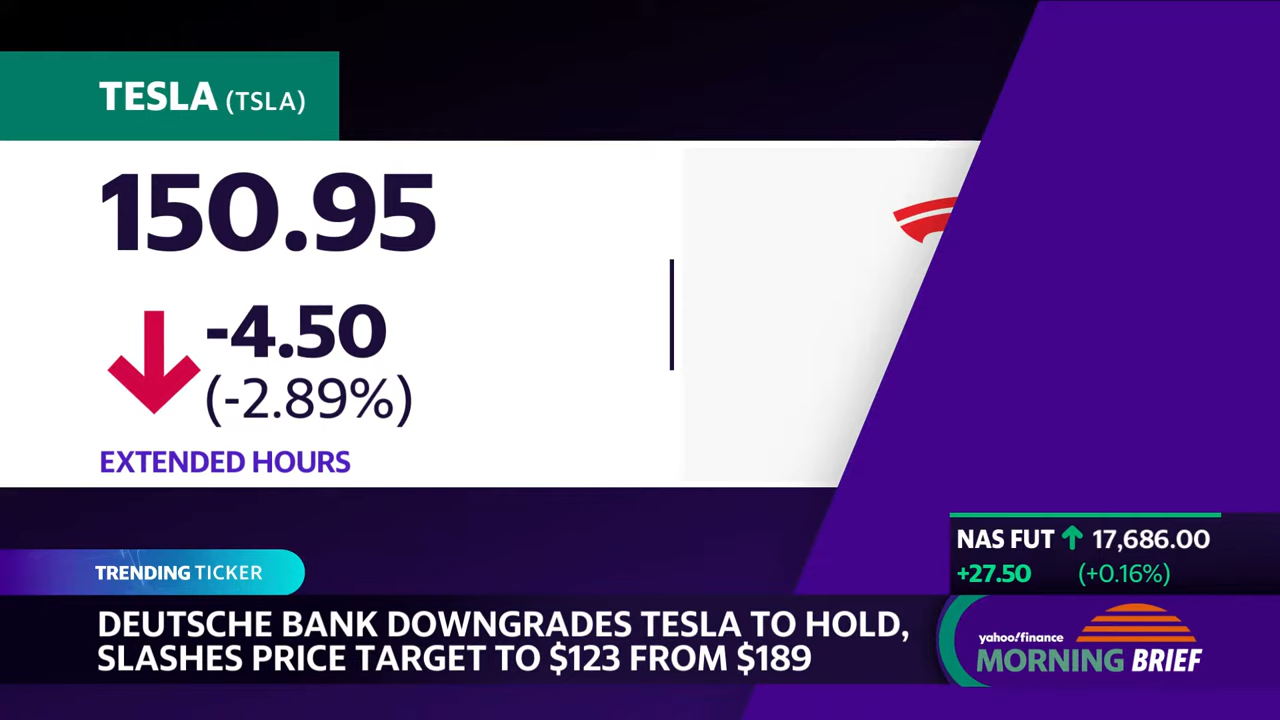 TESLA (TSLA)
150.95
-4.50
(-2.89%)
EXTENDED HOURS
NAS FUT 17,686.00
+27.50 (+0.16%)
TRENDING TICKER
DEUTSCHE BANK DOWNGRADES TESLA TO HOLD,
SLASHES PRICE TARGET TO $123 FROM $189
yahoo!finance
MORNING BRIEF